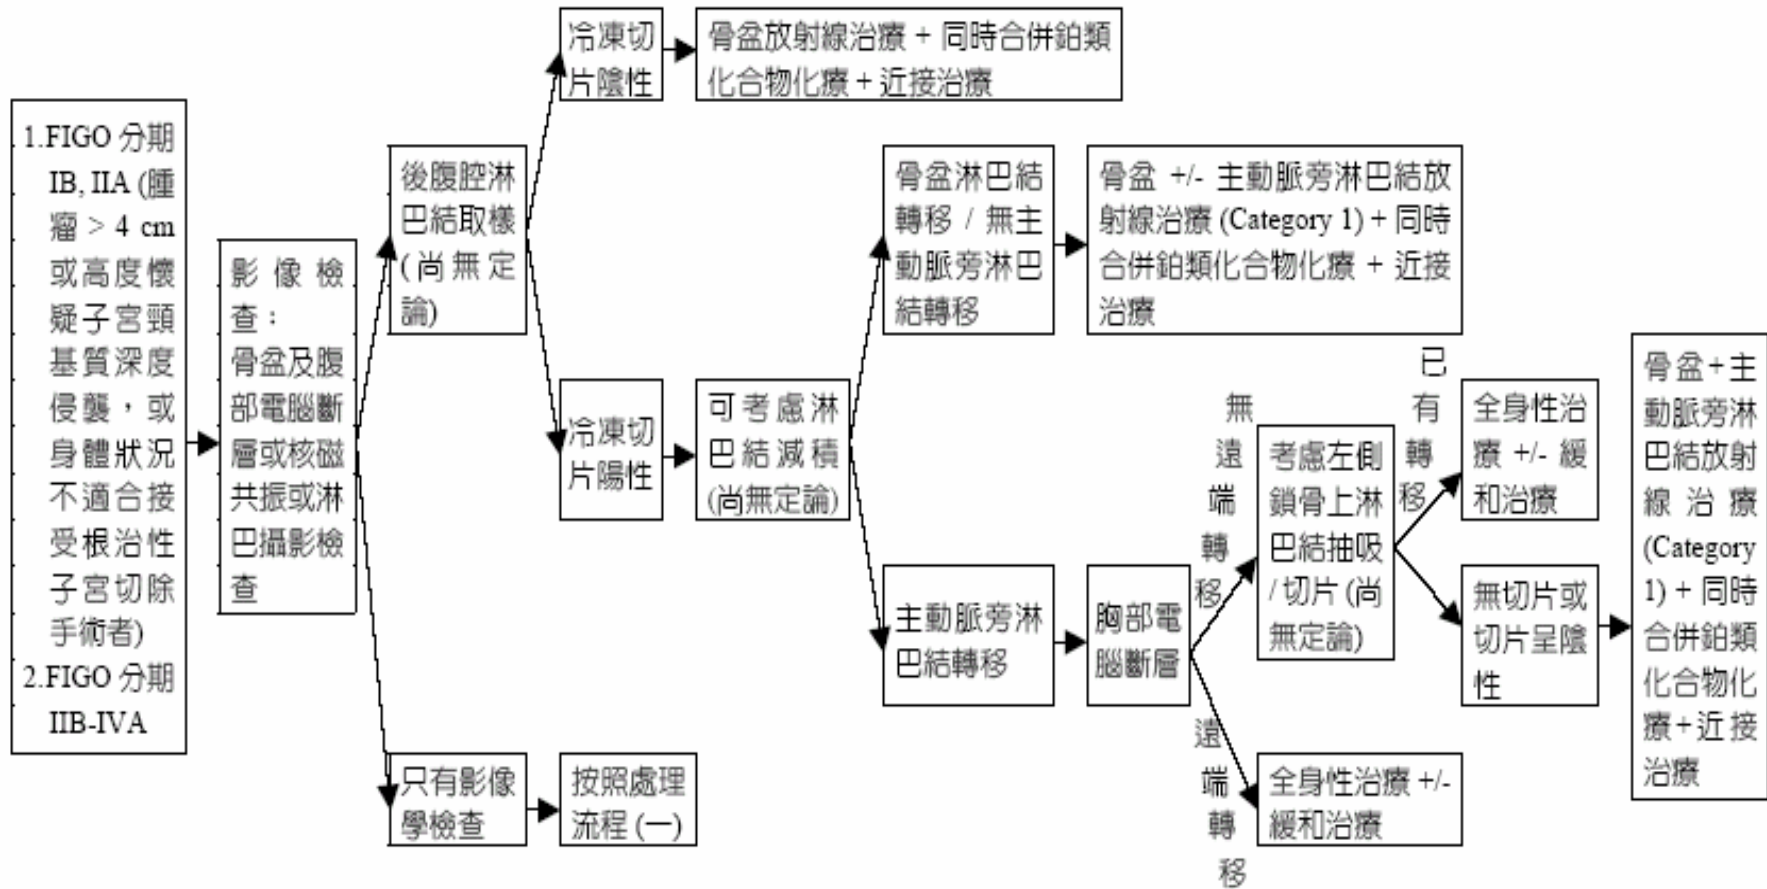 1.FIGO 分期
IB, IIA (腫
瘤 > 4 cm
或高度懷
疑子宮頸
基質深度
侵襲，或
身體狀況
不適合接
受根治性
子宮切除
手術者)
2.FIGO 分期
IIB-IVA
影像檢
查：
骨盆及腹
部電腦斷
層或核磁
共振或淋
巴攝影檢
查
後腹腔淋
巴結取樣
(尚無定
論)
只有影像
學檢查
按照處理
流程 (一)
冷凍切
片陰性
骨盆放射線治療 + 同時合併鉑類
化合物化療 + 近接治療
冷凍切
片陽性
可考慮淋
巴結減積
(尚無定論)
骨盆淋巴結
轉移 / 無主
動脈旁淋巴
結轉移
骨盆 +/- 主動脈旁淋巴結放
射線治療 (Category 1) + 同時
合併鉑類化合物化療 + 近接
治療
主動脈旁淋
巴結轉移
胸部電
腦斷層
無遠端轉移
考慮左側
鎖骨上淋
巴結抽吸
/ 切片 (尚
無定論)
遠端轉移
全身性治療 +/-
緩和治療
已有轉移
全身性治
療 +/- 緩
和治療
無切片或
切片呈陰
性
骨盆+主
動脈旁淋
巴結放射
線治療
(Category
1) + 同時
合併鉑類
化合物化
療+近接
治療